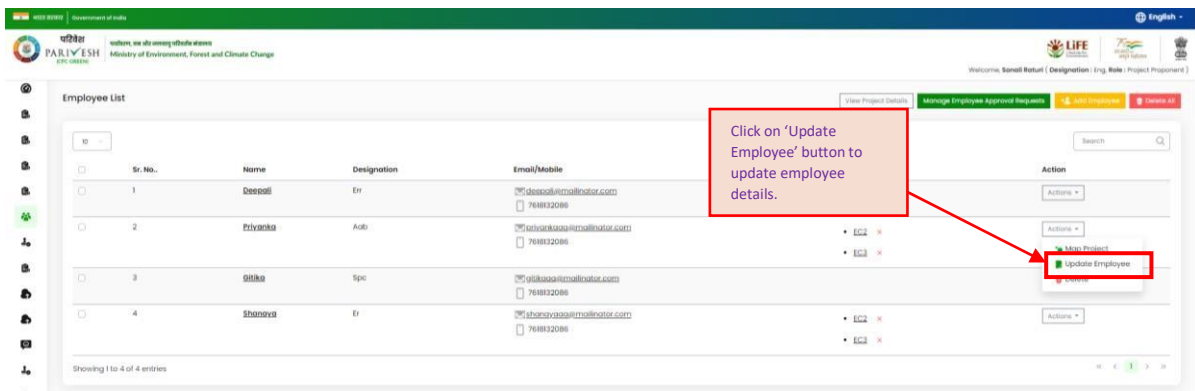 भारत सरकार Government of India
English
परिवेश
PARIVESH
(CPC GREEN)
पर्यावरण, वन और जलवायु परिवर्तन मंत्रालय
Ministry of Environment, Forest and Climate Change
LiFE
Welcome, Sonali Raturi ( Designation : Eng, Role : Project Proponent )
Employee List
View Project Details
Manage Employee Approval Requests
Add Employee
Delete All
10
Search
Click on ‘Update
Employee’ button to
update employee
details.
Sr. No.. Name Designation Email/Mobile Action
1 Deepali Err deepali@mailinator.com Actions
7618132086
2 Priyanka Aab priyankaaa@mailinator.com Actions
7618132086
• EC2 ×
• EC3 ×
Map Project
Update Employee
Delete
3 Gitika Spc gitikaaa@mailinator.com
7618132086
4 Shanaya Er shanayaaa@mailinator.com Actions
7618132086
• EC2 ×
• EC3 ×
Showing 1 to 4 of 4 entries
« ‹ 1 › »